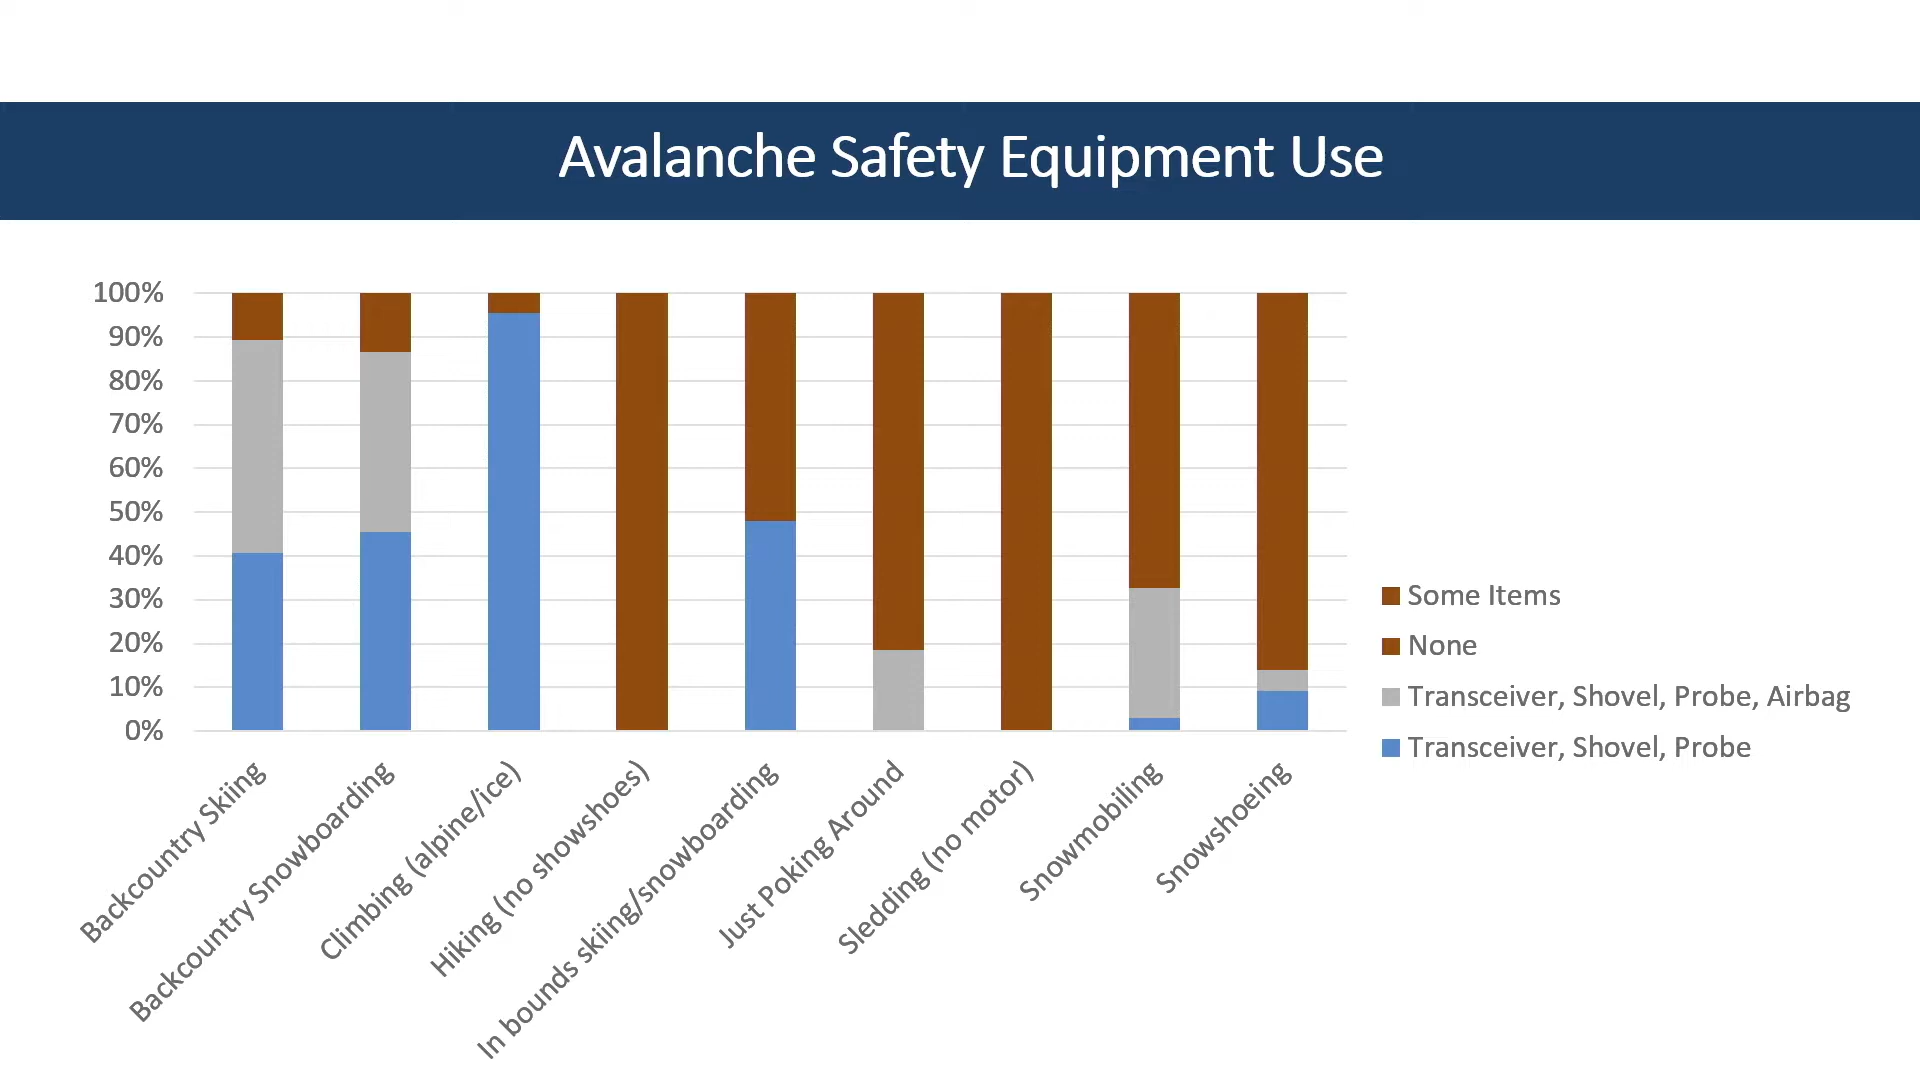 Avalanche Safety Equipment Use
100%
90%
80%
70%
60%
50%
40%
30%
20%
10%
0%
Backcountry Skiing
Backcountry Snowboarding
Climbing (alpine/ice)
Hiking (no showshoes)
In bounds skiing/snowboarding
Just Poking Around
Sledding (no motor)
Snowmobiling
Snowshoeing
Some Items
None
Transceiver, Shovel, Probe, Airbag
Transceiver, Shovel, Probe